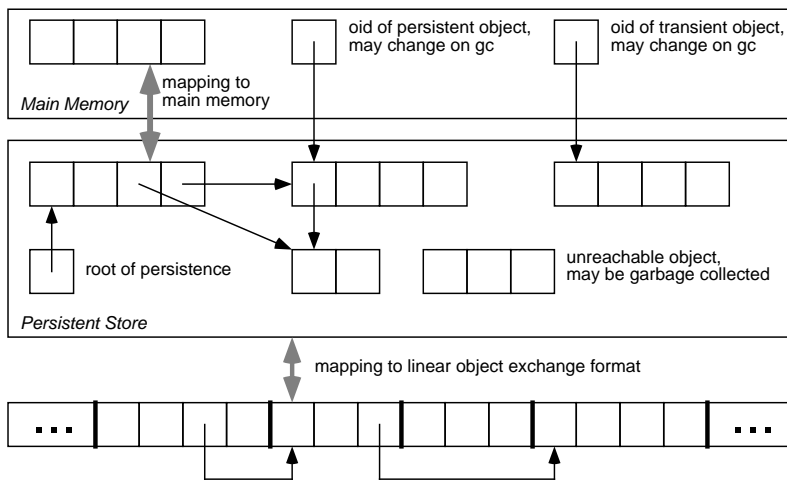 oid of persistent object,
may change on gc
oid of transient object,
may change on gc
mapping to
main memory
Main Memory
root of persistence
unreachable object,
may be garbage collected
Persistent Store
mapping to linear object exchange format
...
...